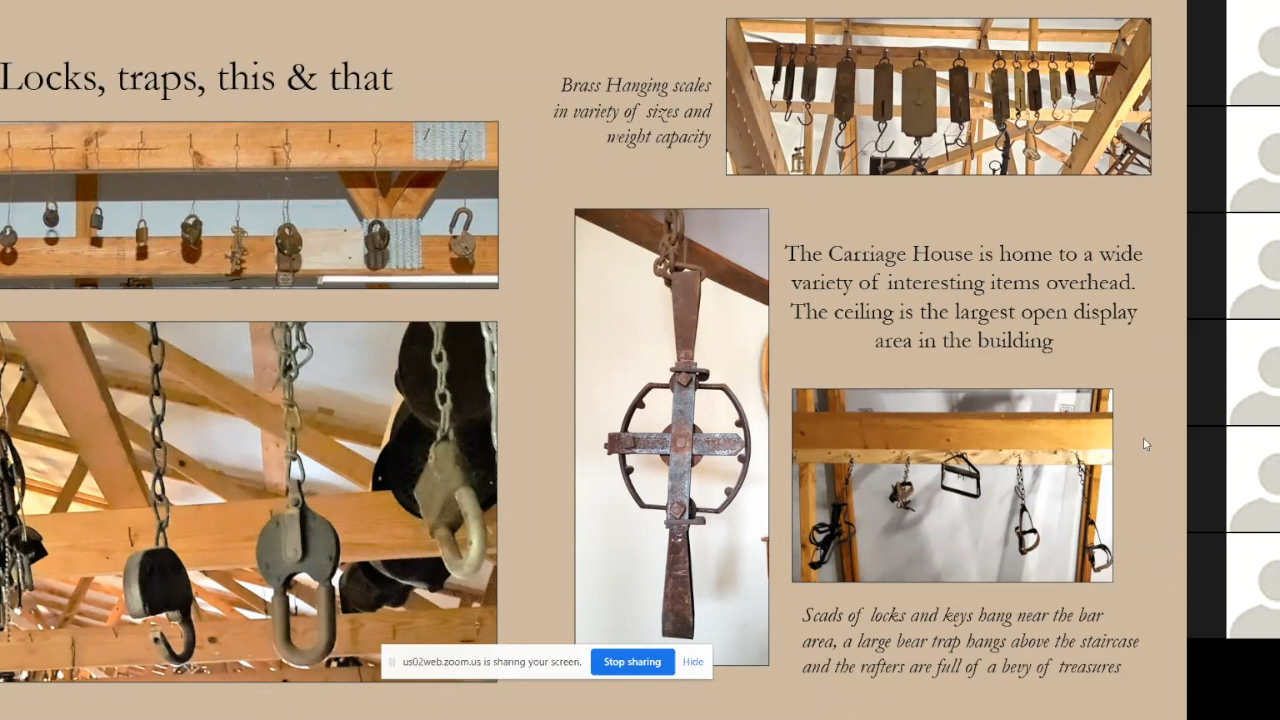 Locks, traps, this & that
Brass Hanging scales
in variety of sizes and
weight capacity
The Carriage House is home to a wide
variety of interesting items overhead.
The ceiling is the largest open display
area in the building
Scads of locks and keys hang near the bar
area, a large bear trap hangs above the staircase
and the rafters are full of a bevy of treasures
us02web.zoom.us is sharing your screen.
Stop sharing
Hide